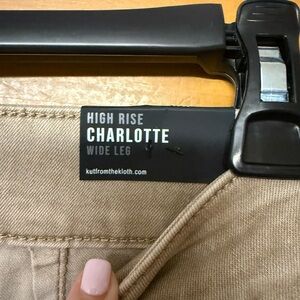 HIGH RISE
CHARLOTTE
WIDE LEG
kutfromthekloth.com